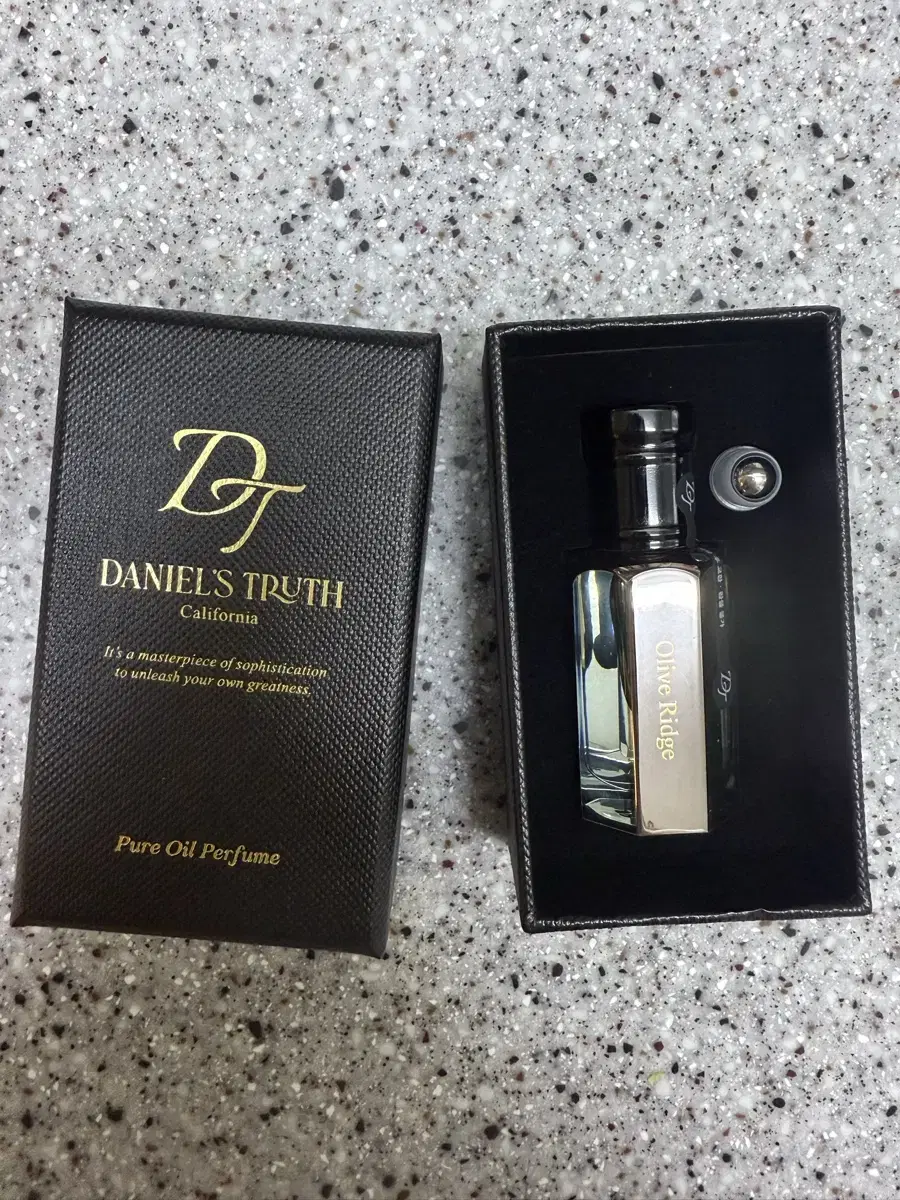 DT
DANIEL'S TRUTH
California
It's a masterpiece of sophistication
to unleash your own greatness.
Pure Oil Perfume
DT
Olive Ridge
DT